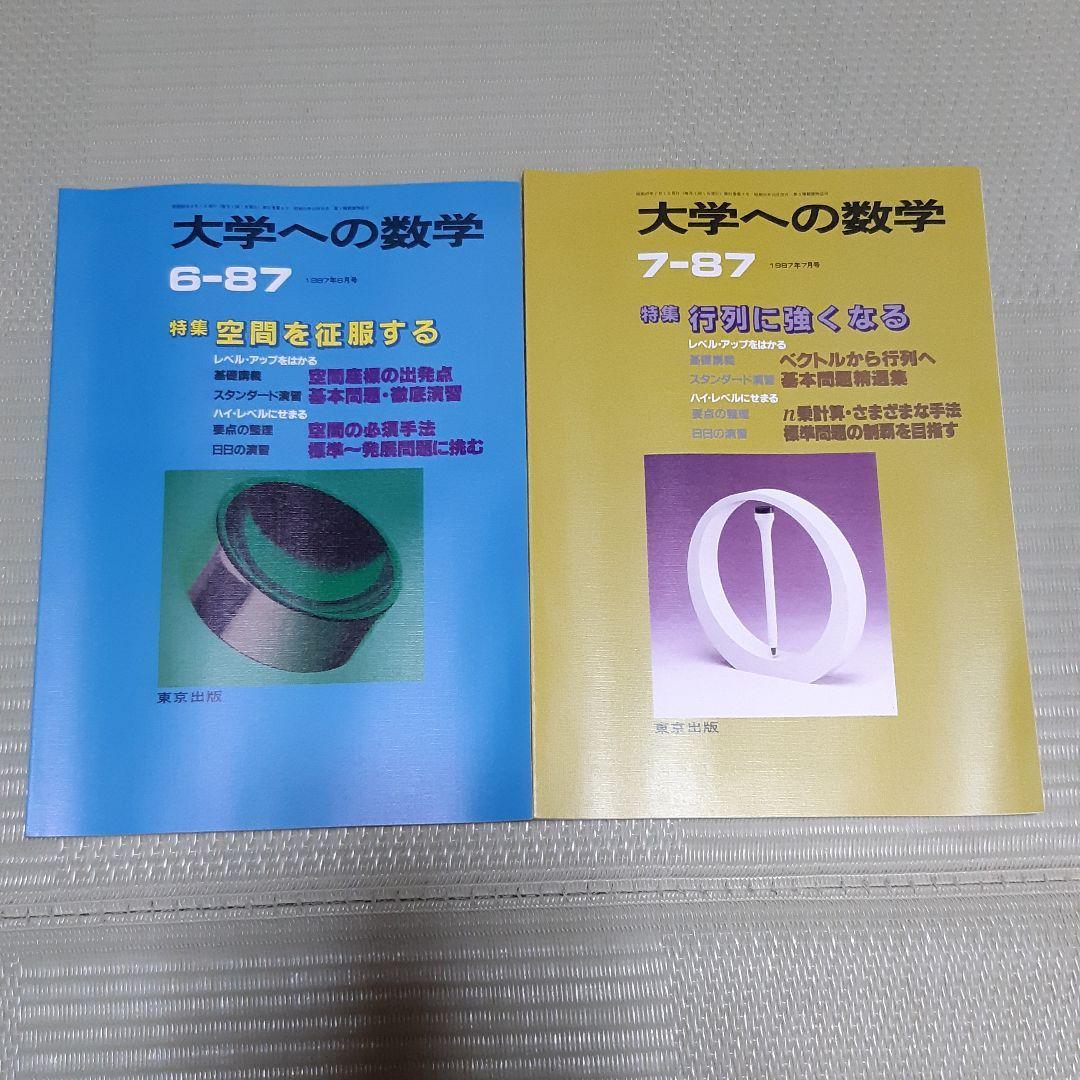 大学への数学
6-87 1987年6月号
特集 空間を征服する
レベル・アップをはかる
基礎講義 空間座標の出発点
スタンダード演習 基本問題・徹底演習
ハイ・レベルにせまる
要点の整理 空間の必須手法
日日の演習 標準〜発展問題に挑む
東京出版
大学への数学
7-87 1987年7月号
特集 行列に強くなる
レベル・アップをはかる
基礎講義 ベクトルから行列へ
スタンダード演習 基本問題精選集
ハイ・レベルにせまる
要点の整理 n乗計算・さまざまな手法
日日の演習 標準問題の制覇を目指す
東京出版